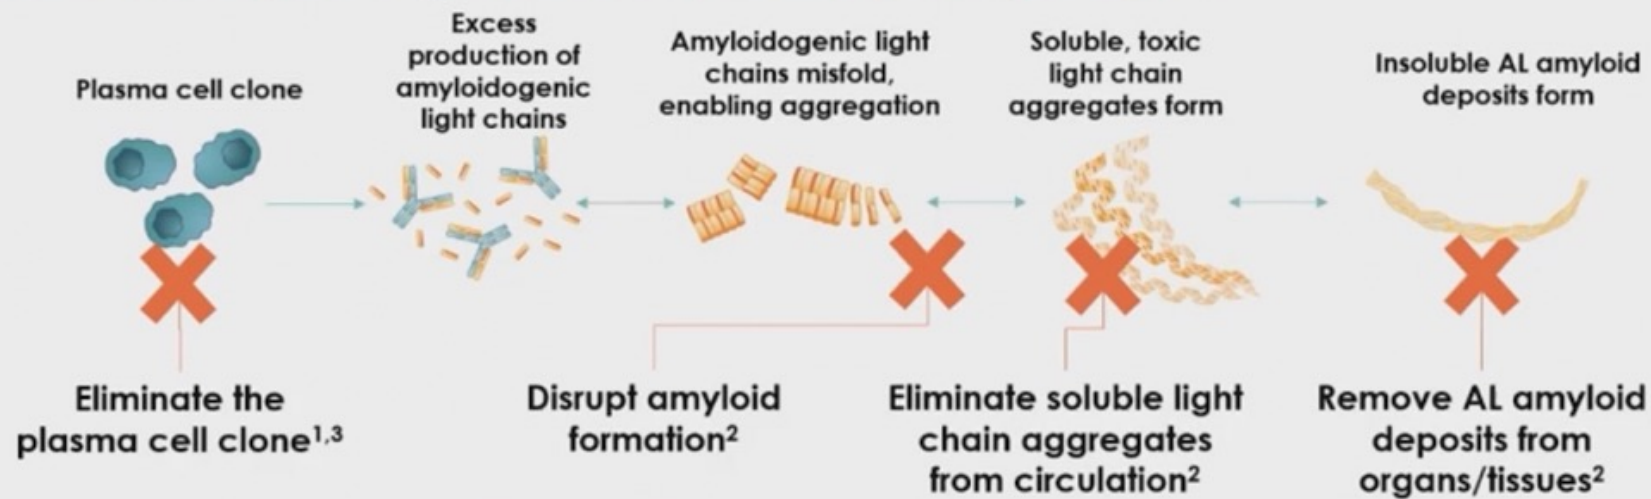 Plasma cell clone
Excess
production of
amyloidogenic
light chains
Amyloidogenic light
chains misfold,
enabling aggregation
Soluble, toxic
light chain
aggregates form
Insoluble AL amyloid
deposits form
Eliminate the
plasma cell clone¹,³
Disrupt amyloid
formation²
Eliminate soluble light
chain aggregates
from circulation²
Remove AL amyloid
deposits from
organs/tissues²